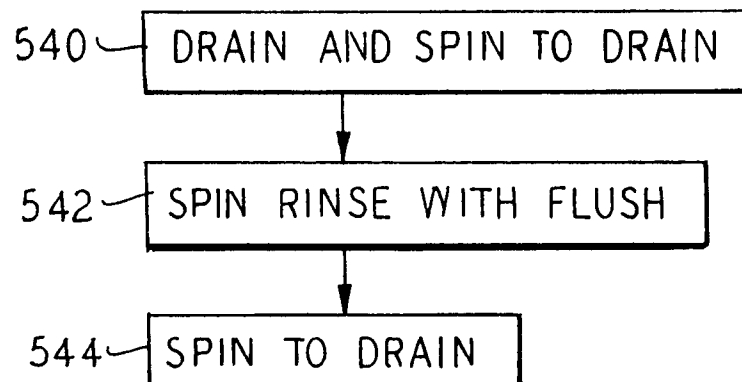 540 DRAIN AND SPIN TO DRAIN
542 SPIN RINSE WITH FLUSH
544 SPIN TO DRAIN